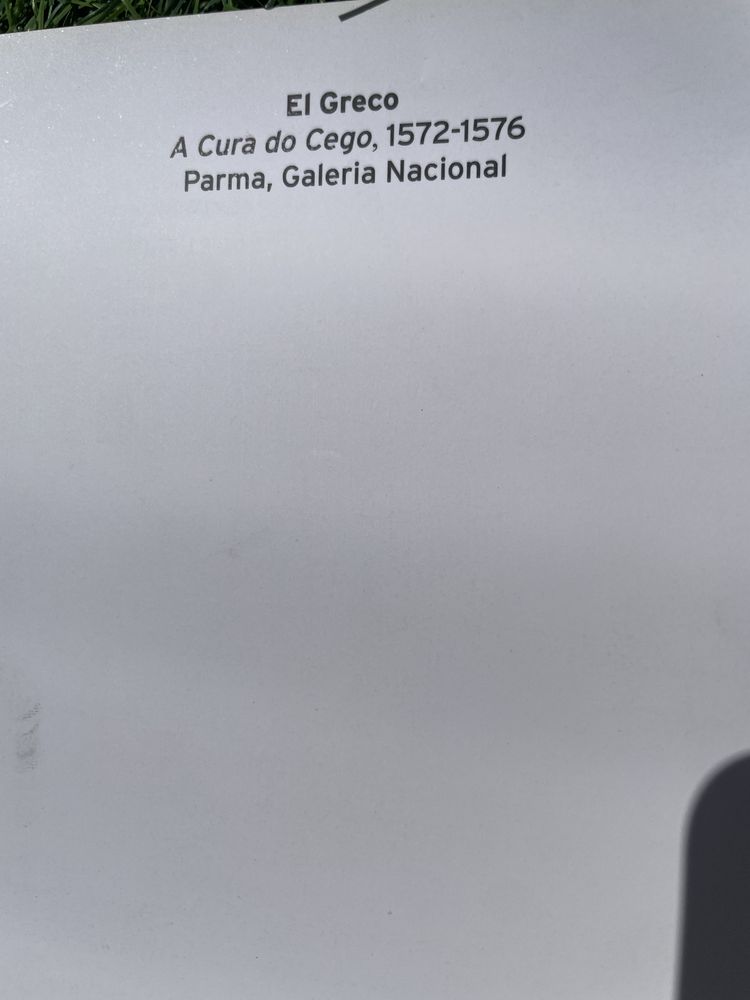 El Greco
A Cura do Cego, 1572-1576
Parma, Galeria Nacional